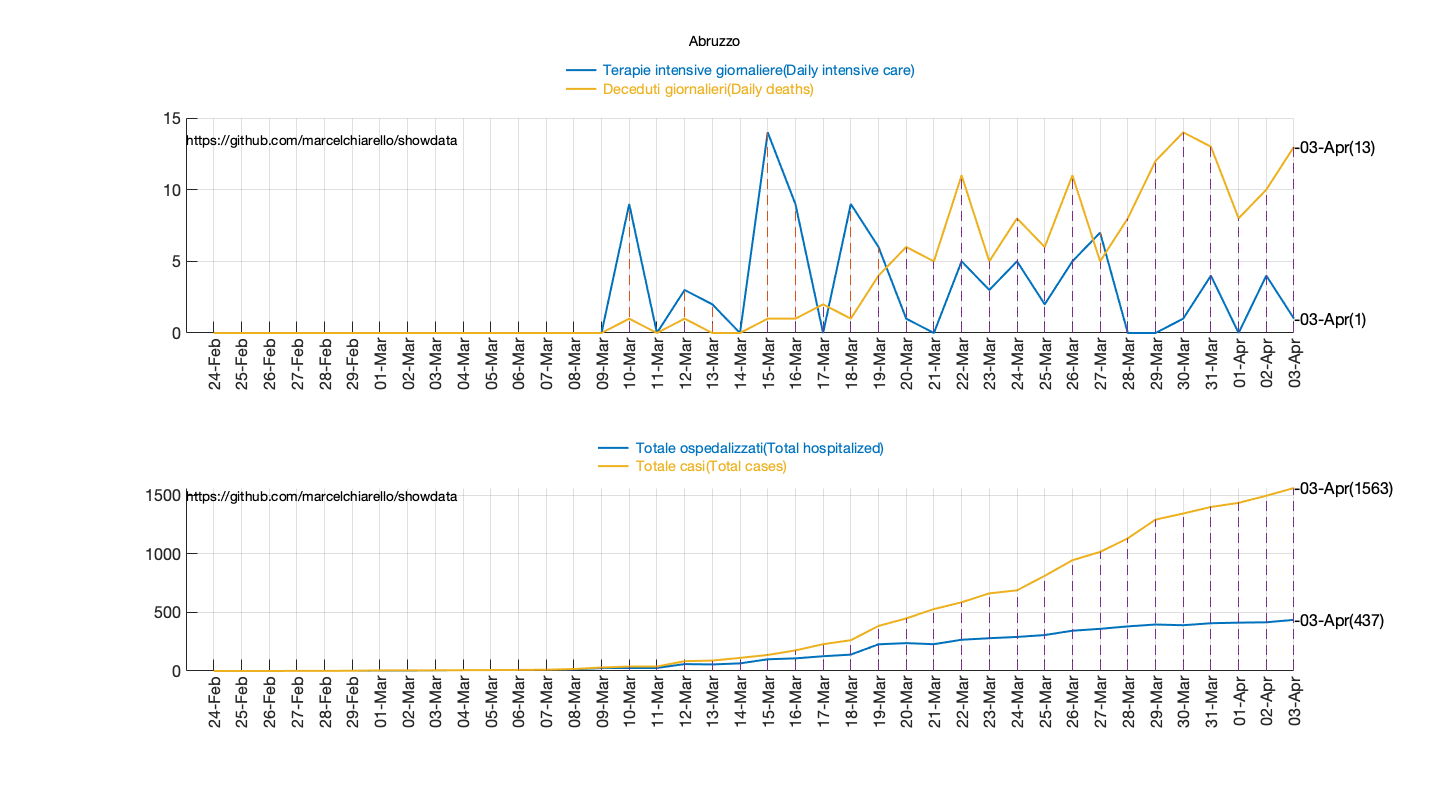 Abruzzo
Terapie intensive giornaliere(Daily intensive care)
Deceduti giornalieri(Daily deaths)
15
https://github.com/marcelchiarello/showdata
-03-Apr(13)
10
5
-03-Apr(1)
0
24-Feb
25-Feb
26-Feb
27-Feb
28-Feb
29-Feb
01-Mar
02-Mar
03-Mar
04-Mar
05-Mar
06-Mar
07-Mar
08-Mar
09-Mar
10-Mar
11-Mar
12-Mar
13-Mar
14-Mar
15-Mar
16-Mar
17-Mar
18-Mar
19-Mar
20-Mar
21-Mar
22-Mar
23-Mar
24-Mar
25-Mar
26-Mar
27-Mar
28-Mar
29-Mar
30-Mar
31-Mar
01-Apr
02-Apr
03-Apr
Totale ospedalizzati(Total hospitalized)
Totale casi(Total cases)
1500
https://github.com/marcelchiarello/showdata
-03-Apr(1563)
1000
500
-03-Apr(437)
0
24-Feb
25-Feb
26-Feb
27-Feb
28-Feb
29-Feb
01-Mar
02-Mar
03-Mar
04-Mar
05-Mar
06-Mar
07-Mar
08-Mar
09-Mar
10-Mar
11-Mar
12-Mar
13-Mar
14-Mar
15-Mar
16-Mar
17-Mar
18-Mar
19-Mar
20-Mar
21-Mar
22-Mar
23-Mar
24-Mar
25-Mar
26-Mar
27-Mar
28-Mar
29-Mar
30-Mar
31-Mar
01-Apr
02-Apr
03-Apr